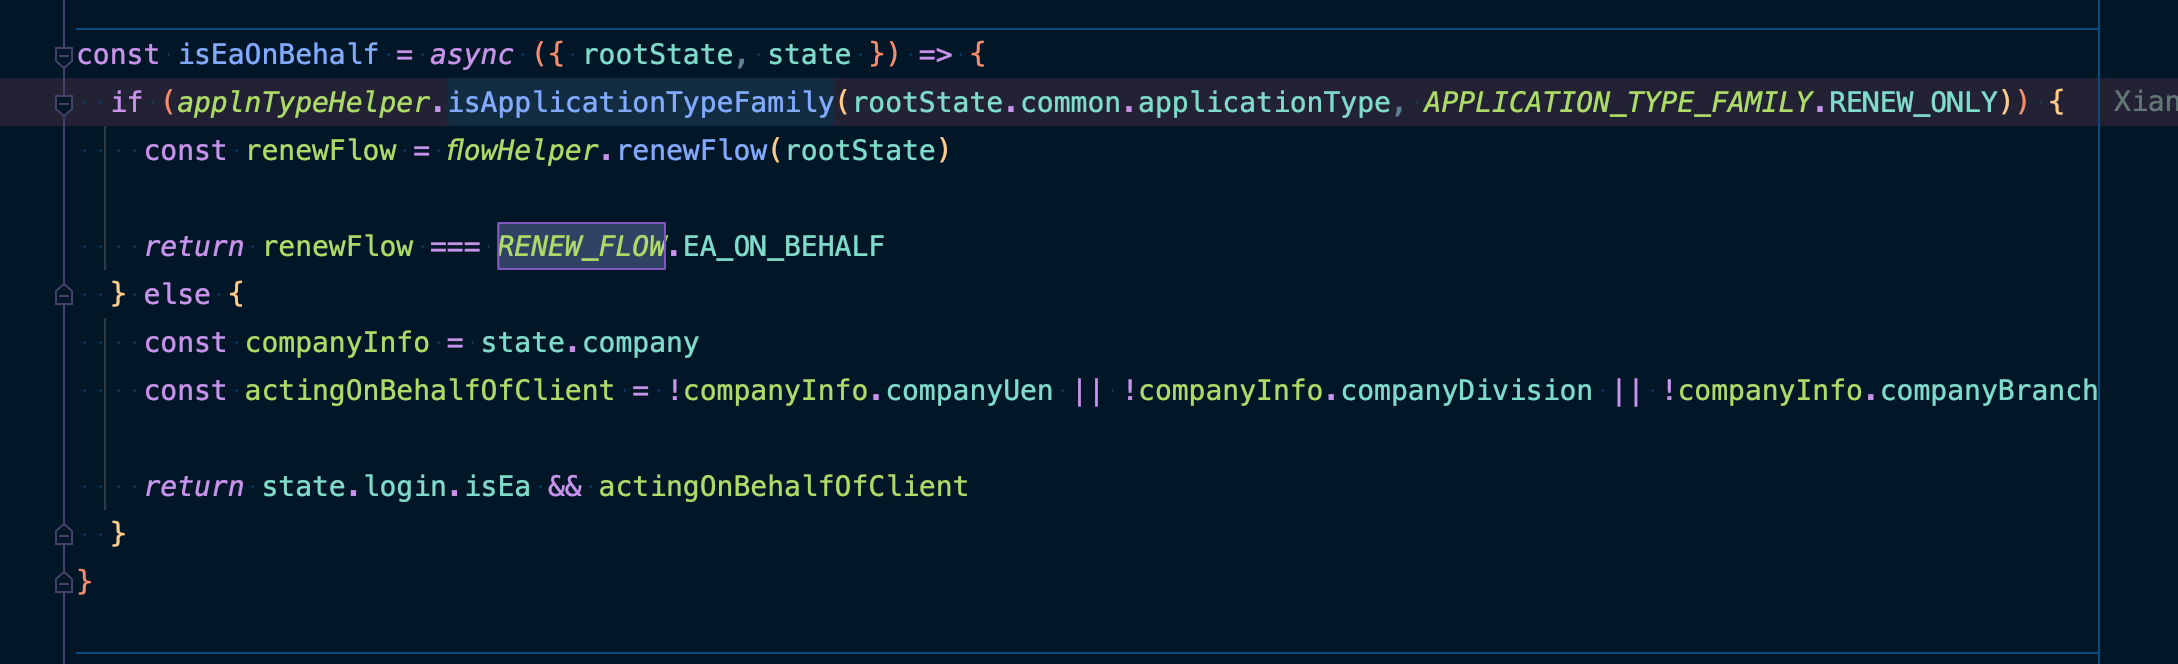 const isEaOnBehalf = async ({ rootState, state }) => {
if (applnTypeHelper.isApplicationTypeFamily(rootState.common.applicationType, APPLICATION_TYPE_FAMILY.RENEW_ONLY)) { Xian
const renewFlow = flowHelper.renewFlow(rootState)
return renewFlow === RENEW_FLOW.EA_ON_BEHALF
} else {
const companyInfo = state.company
const actingOnBehalfOfClient = !companyInfo.companyUen || !companyInfo.companyDivision || !companyInfo.companyBranch
return state.login.isEa && actingOnBehalfOfClient
}
}